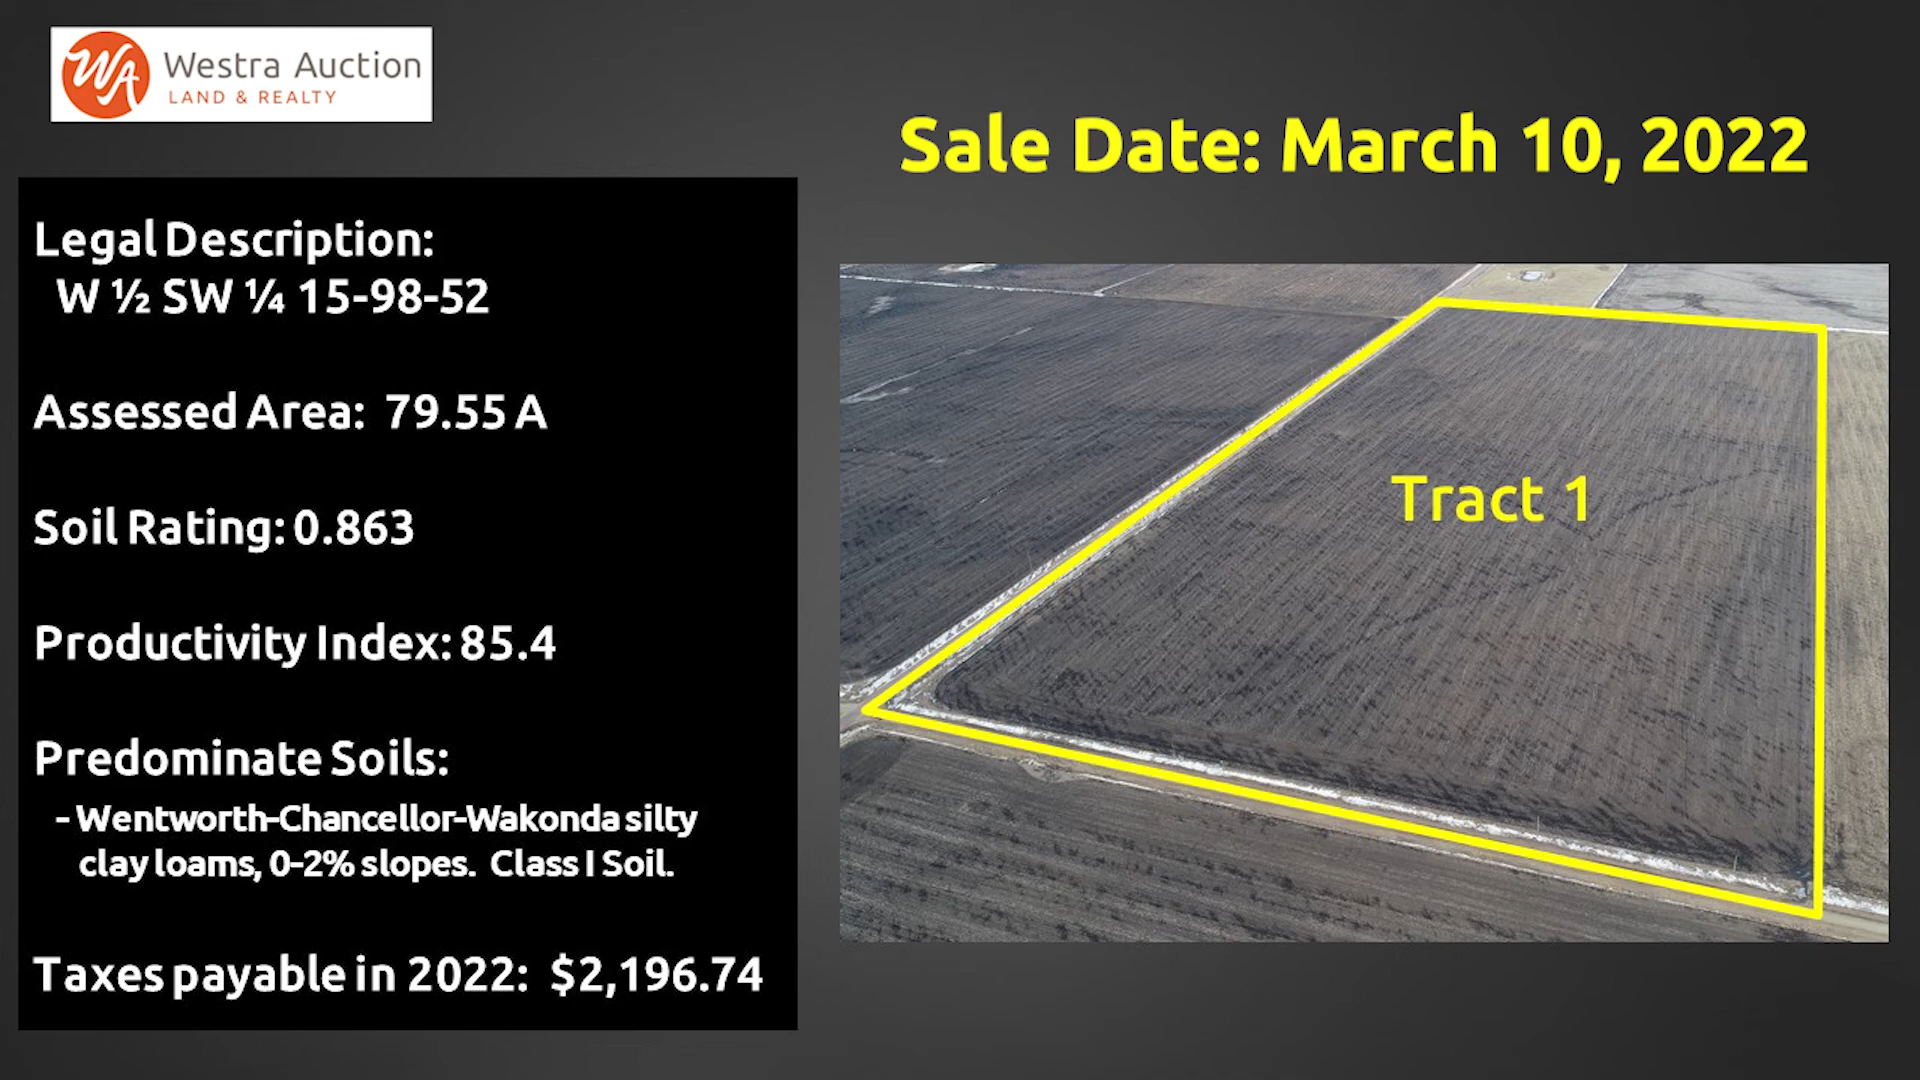 WA Westra Auction
LAND & REALTY
Sale Date: March 10, 2022
Legal Description:
W ½ SW ¼ 15-98-52
Assessed Area: 79.55 A
Soil Rating: 0.863
Productivity Index: 85.4
Predominate Soils:
- Wentworth-Chancellor-Wakonda silty
clay loams, 0-2% slopes. Class I Soil.
Taxes payable in 2022: $2,196.74
Tract 1